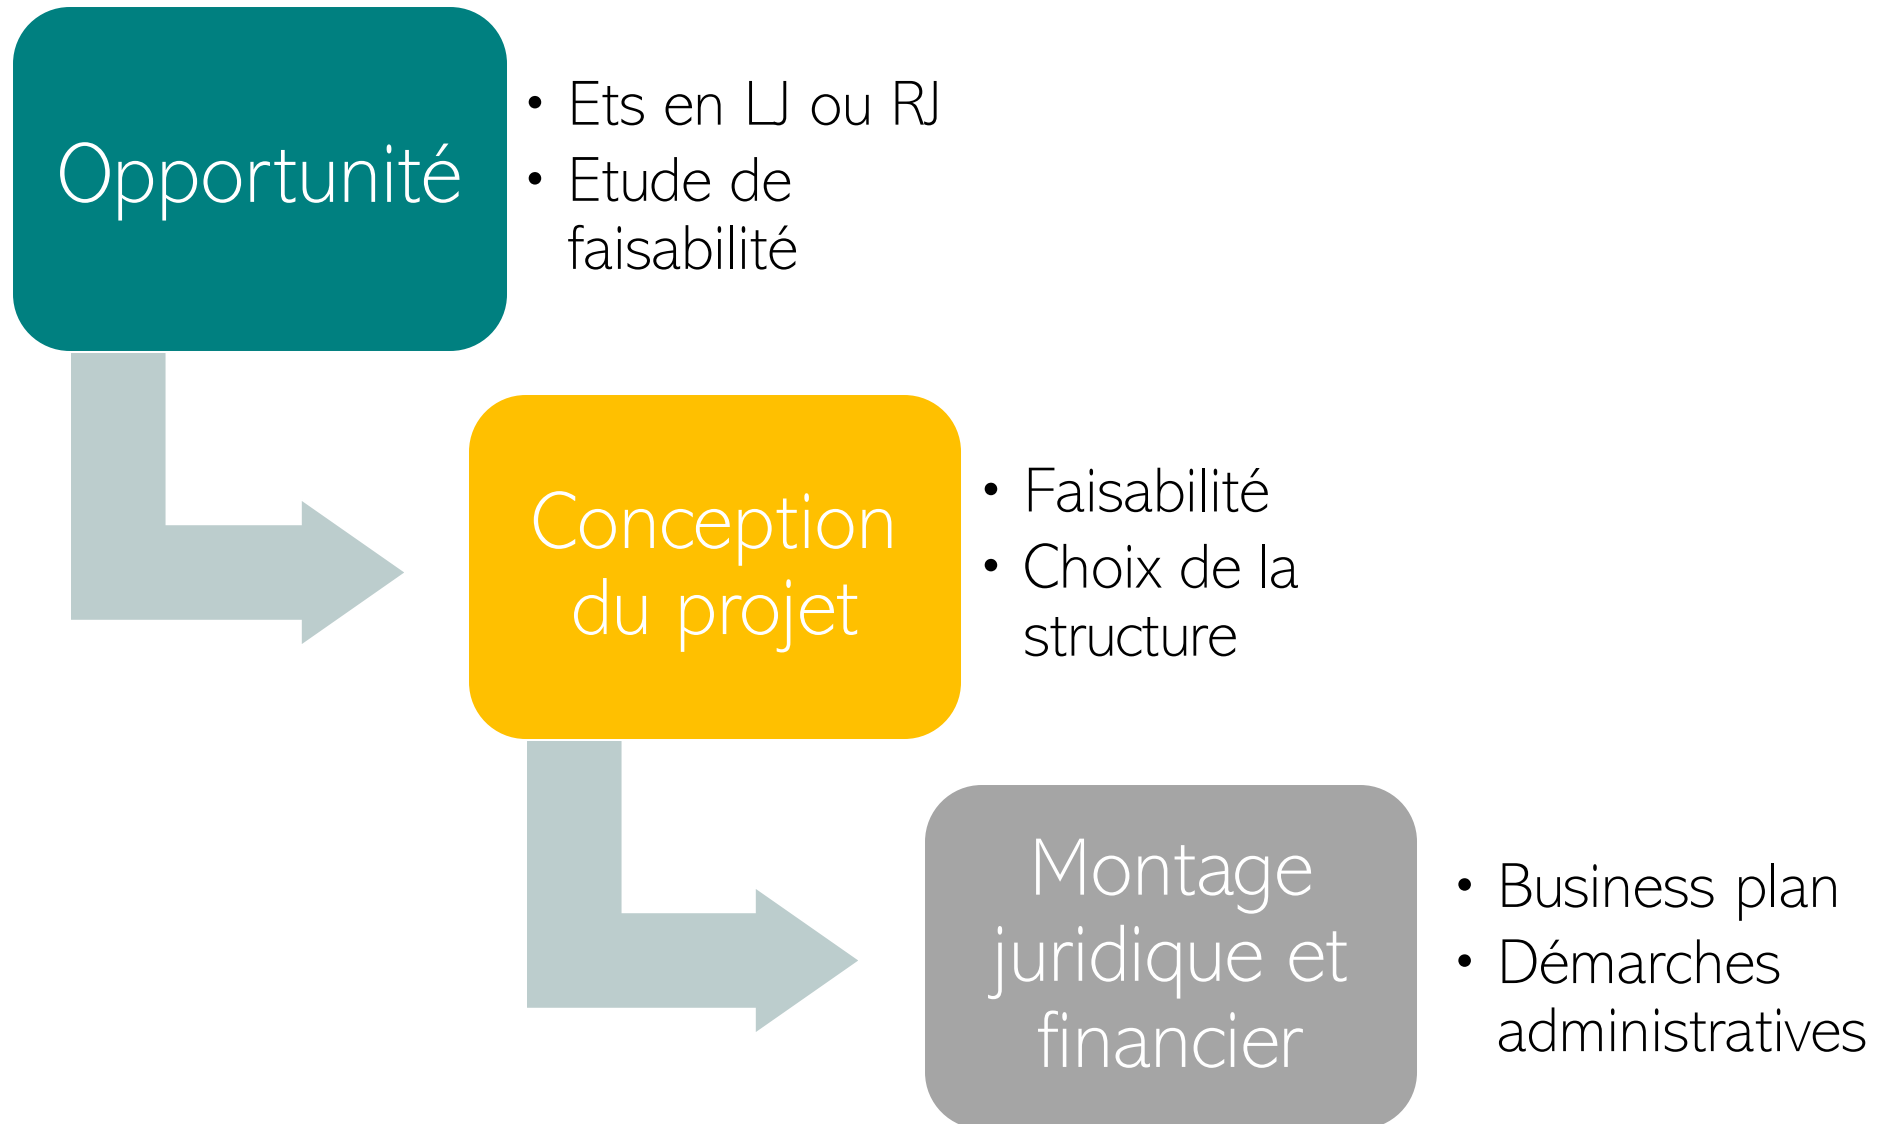 Opportunité
• Ets en LJ ou RJ
• Etude de
faisabilité
Conception
du projet
• Faisabilité
• Choix de la
structure
Montage
juridique et
financier
• Business plan
• Démarches
administratives